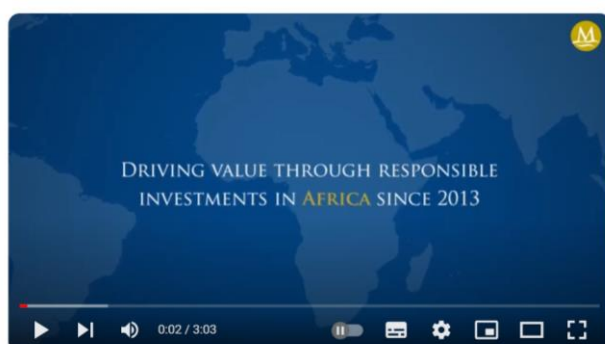 M
DRIVING VALUE THROUGH RESPONSIBLE
INVESTMENTS IN AFRICA SINCE 2013
0:02 / 3:03